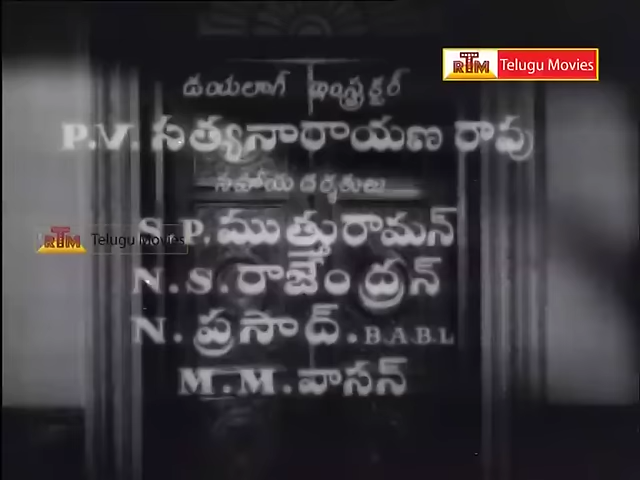 RTM Telugu Movies
డయలాగ్ ఇంస్ట్రక్టర్
P.V. సత్యనారాయణ రావు
సహాయ దర్శకులు
S.P. ముత్తురామన్
RTM Telugu Movies
N.S. రాజేంద్రన్
N. ప్రసాద్. B.A.B.L
M.M. వాసన్